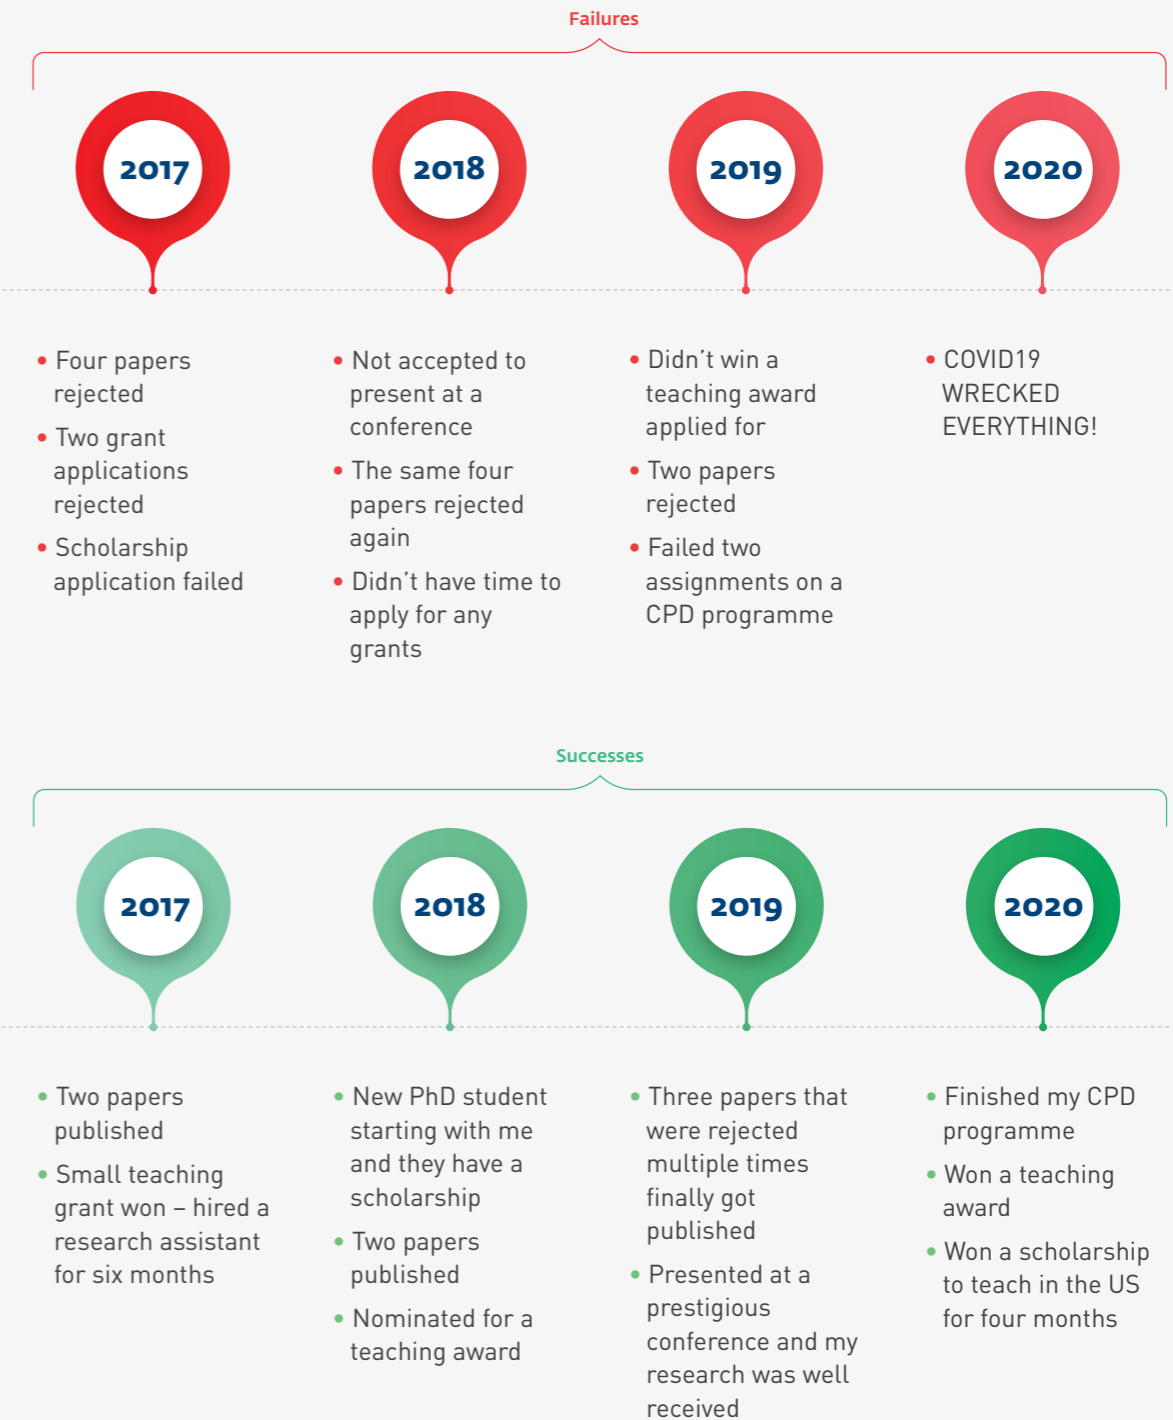 Failures
2017
2018
2019
2020
• Four papers
rejected
• Two grant
applications
rejected
• Scholarship
application failed
• Not accepted to
present at a
conference
• The same four
papers rejected
again
• Didn’t have time to
apply for any
grants
• Didn’t win a
teaching award
applied for
• Two papers
rejected
• Failed two
assignments on a
CPD programme
• COVID19
WRECKED
EVERYTHING!
Successes
2017
2018
2019
2020
• Two papers
published
• Small teaching
grant won – hired a
research assistant
for six months
• New PhD student
starting with me
and they have a
scholarship
• Two papers
published
• Nominated for a
teaching award
• Three papers that
were rejected
multiple times
finally got
published
• Presented at a
prestigious
conference and my
research was well
received
• Finished my CPD
programme
• Won a teaching
award
• Won a scholarship
to teach in the US
for four months